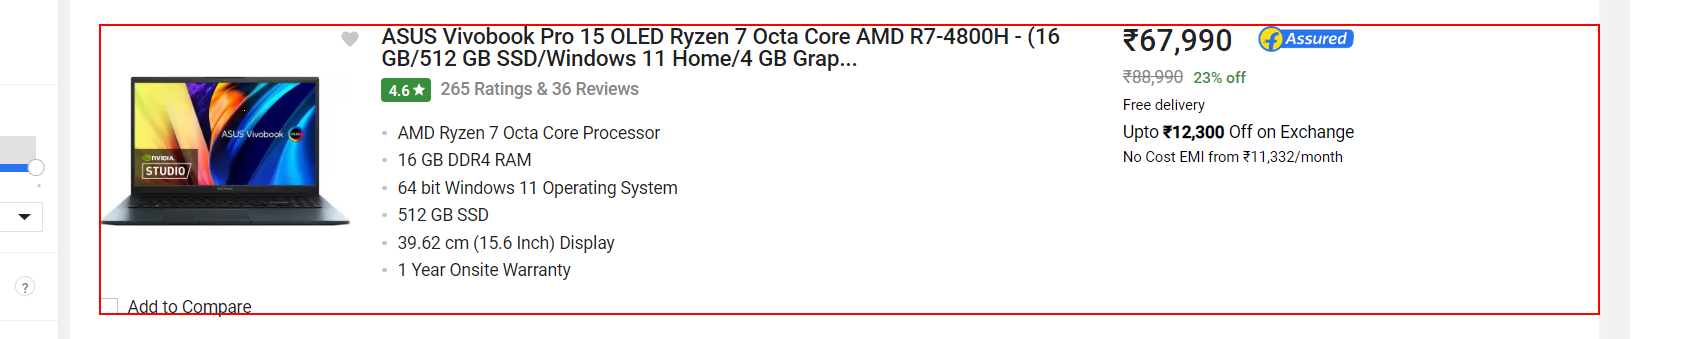 ASUS Vivobook Pro 15 OLED Ryzen 7 Octa Core AMD R7-4800H - (16
GB/512 GB SSD/Windows 11 Home/4 GB Grap...
4.6★ 265 Ratings & 36 Reviews
AMD Ryzen 7 Octa Core Processor
16 GB DDR4 RAM
64 bit Windows 11 Operating System
512 GB SSD
39.62 cm (15.6 Inch) Display
1 Year Onsite Warranty
ASUS Vivobook
NVIDIA
STUDIO
Add to Compare
₹67,990 f Assured
₹88,990 23% off
Free delivery
Upto ₹12,300 Off on Exchange
No Cost EMI from ₹11,332/month
?